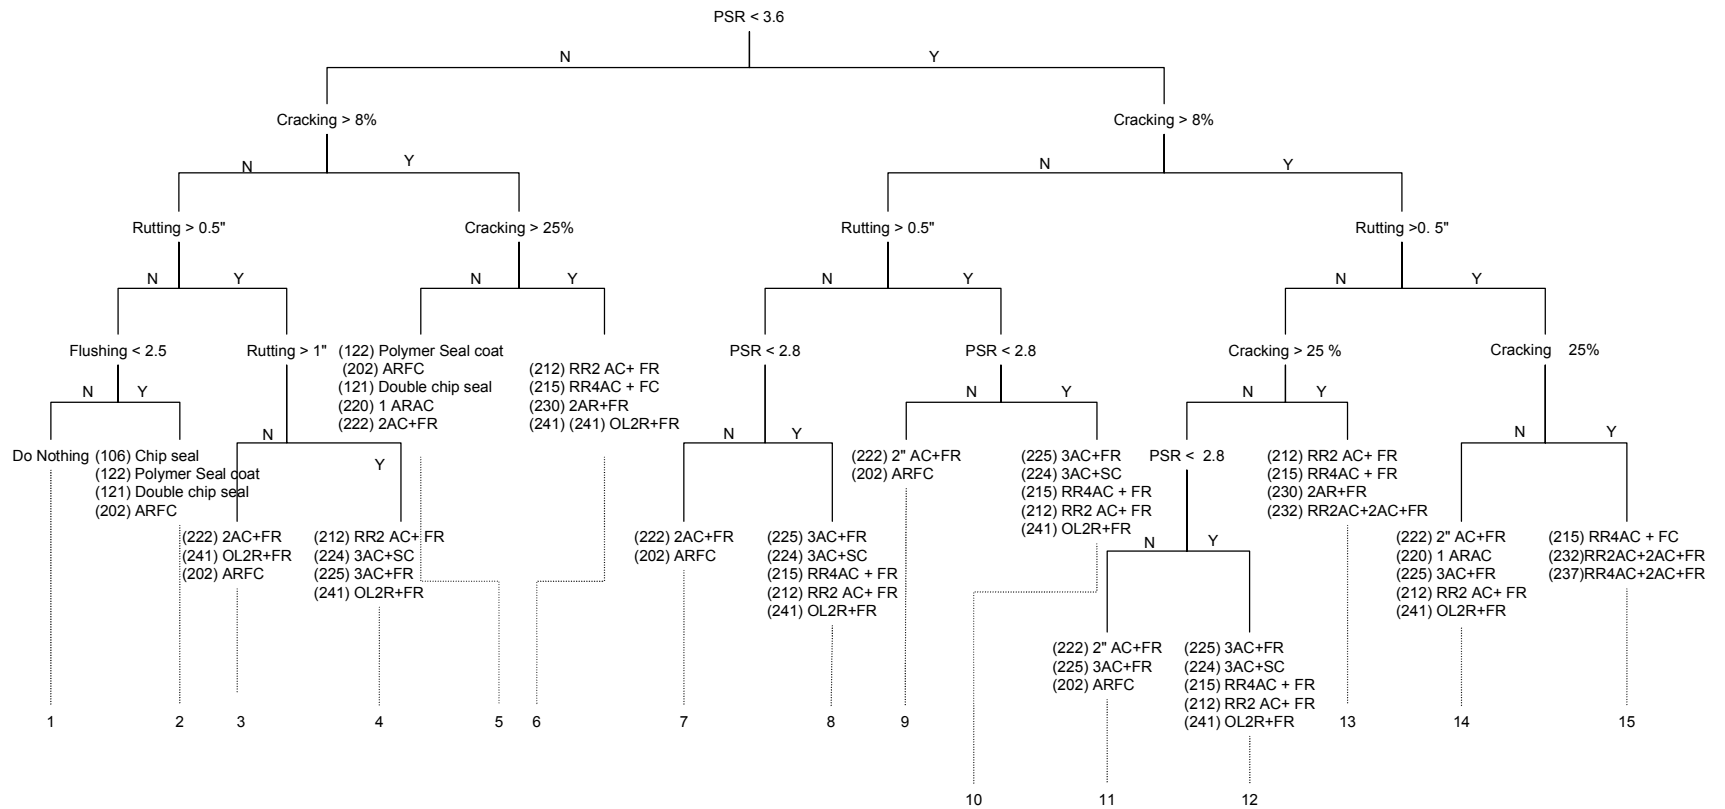 PSR < 3.6
N
Y
Cracking > 8%
Cracking > 8%
N
Y
N
Y
Rutting > 0.5"
Cracking > 25%
Rutting > 0.5"
Rutting >0. 5"
N
Y
N
Y
N
Y
N
Y
Flushing < 2.5
Rutting > 1"
(122) Polymer Seal coat
(202) ARFC
(121) Double chip seal
(220) 1 ARAC
(222) 2AC+FR
(212) RR2 AC+ FR
(215) RR4AC + FC
(230) 2AR+FR
(241) (241) OL2R+FR
PSR < 2.8
PSR < 2.8
Cracking > 25 %
Cracking 25%
N
Y
N
Y
N
Y
N
Y
N
Y
N
Y
Do Nothing
(106) Chip seal
(122) Polymer Seal coat
(121) Double chip seal
(202) ARFC
(222) 2AC+FR
(241) OL2R+FR
(202) ARFC
(212) RR2 AC+ FR
(224) 3AC+SC
(225) 3AC+FR
(241) OL2R+FR
(222) 2AC+FR
(202) ARFC
(225) 3AC+FR
(224) 3AC+SC
(215) RR4AC + FR
(212) RR2 AC+ FR
(241) OL2R+FR
(222) 2" AC+FR
(202) ARFC
(225) 3AC+FR
(224) 3AC+SC
(215) RR4AC + FR
(212) RR2 AC+ FR
(241) OL2R+FR
PSR < 2.8
N
Y
(222) 2" AC+FR
(225) 3AC+FR
(202) ARFC
(225) 3AC+FR
(224) 3AC+SC
(215) RR4AC + FR
(212) RR2 AC+ FR
(241) OL2R+FR
(212) RR2 AC+ FR
(215) RR4AC + FR
(230) 2AR+FR
(232) RR2AC+2AC+FR
(222) 2" AC+FR
(220) 1 ARAC
(225) 3AC+FR
(212) RR2 AC+ FR
(241) OL2R+FR
(215) RR4AC + FC
(232)RR2AC+2AC+FR
(237)RR4AC+2AC+FR
1
2
3
4
5
6
7
8
9
13
14
15
10
11
12